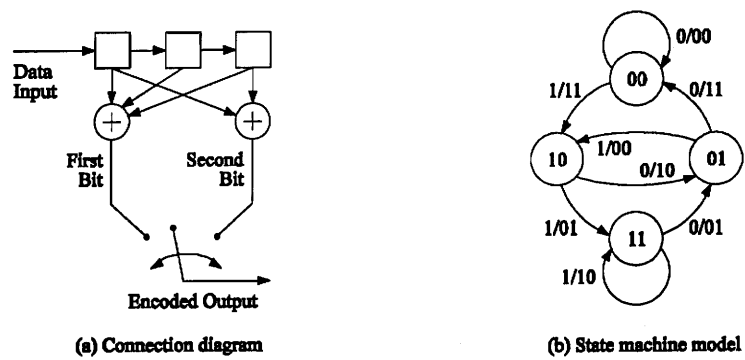 Data
Input
+
+
First
Bit
Second
Bit
Encoded Output
(a) Connection diagram
0/00
00
1/11
0/11
10
1/00
01
0/10
1/01
11
0/01
1/10
(b) State machine model